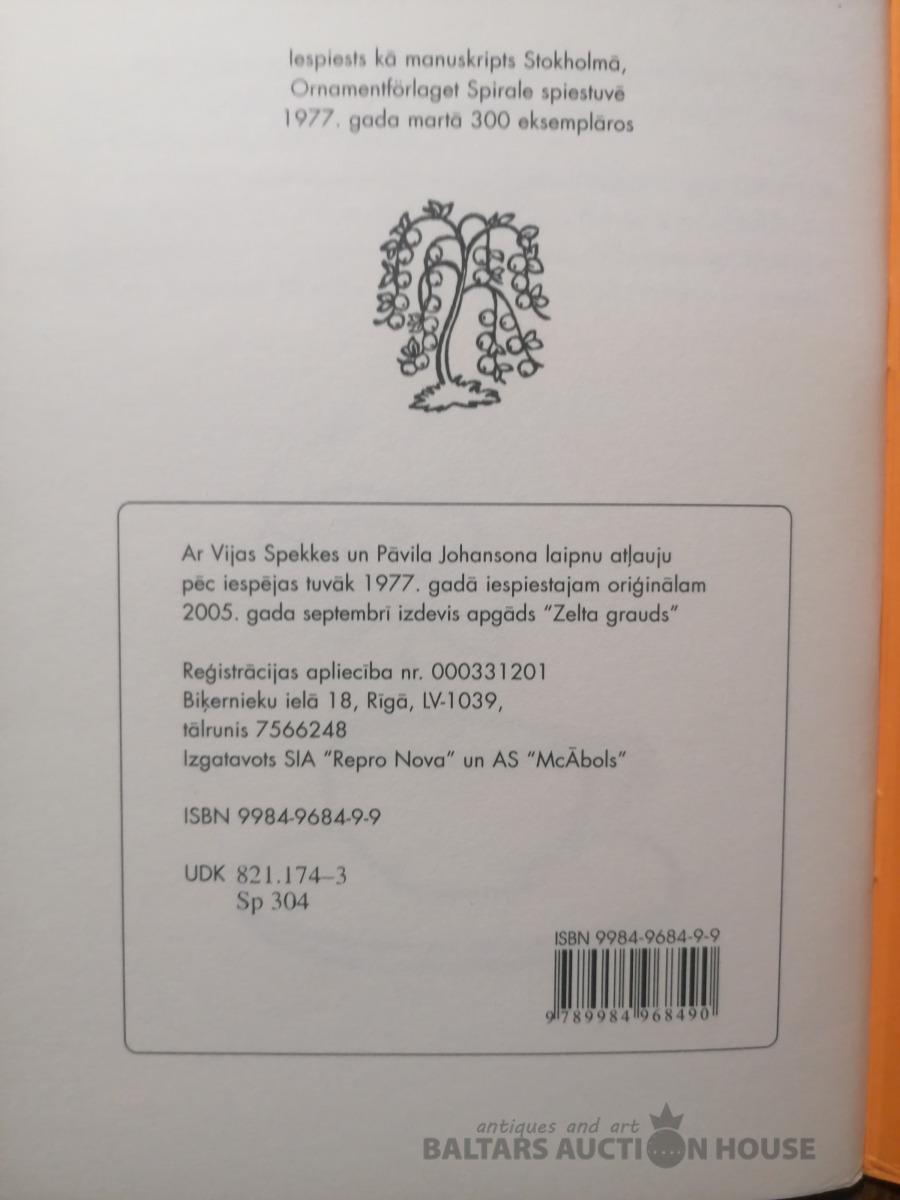 Iespiests kā manuskripts Stokholmā,
Ornamentförlaget Spirale spiestuvē
1977. gada martā 300 eksemplāros
Ar Vijas Spekkes un Pāvila Johansona laipnu atļauju
pēc iespējas tuvāk 1977. gadā iespiestajam oriģinālam
2005. gada septembrī izdevis apgāds "Zelta grauds"
Reģistrācijas apliecība nr. 000331201
Biķernieku ielā 18, Rīgā, LV-1039,
tālrunis 7566248
Izgatavots SIA "Repro Nova" un AS "McĀbols"
ISBN 9984-9684-9-9
UDK 821.174–3
Sp 304
ISBN 9984-9684-9-9
9 789984 968490
antiques and art
BALTARS AUCTION HOUSE